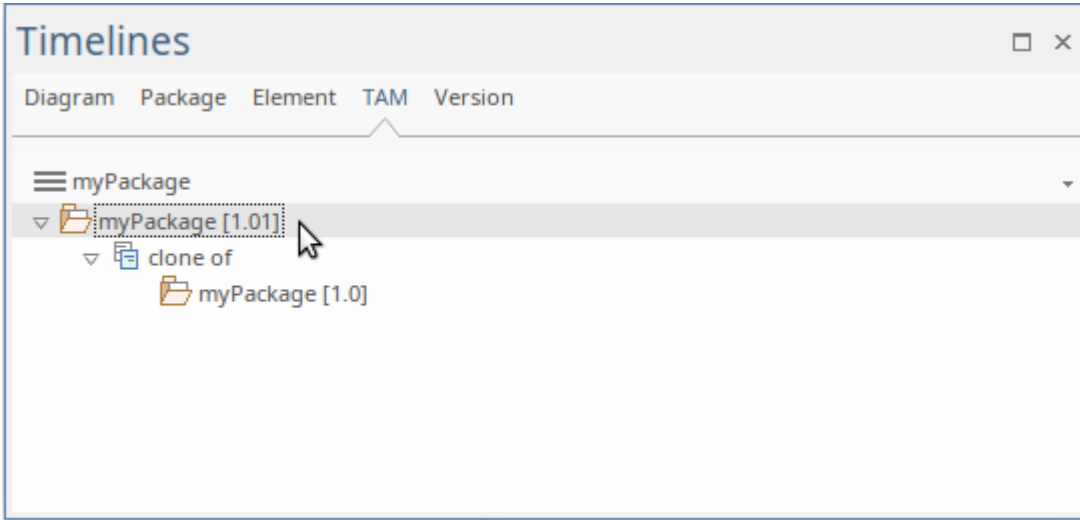 Timelines
Diagram Package Element TAM Version
myPackage
myPackage [1.01]
clone of
myPackage [1.0]